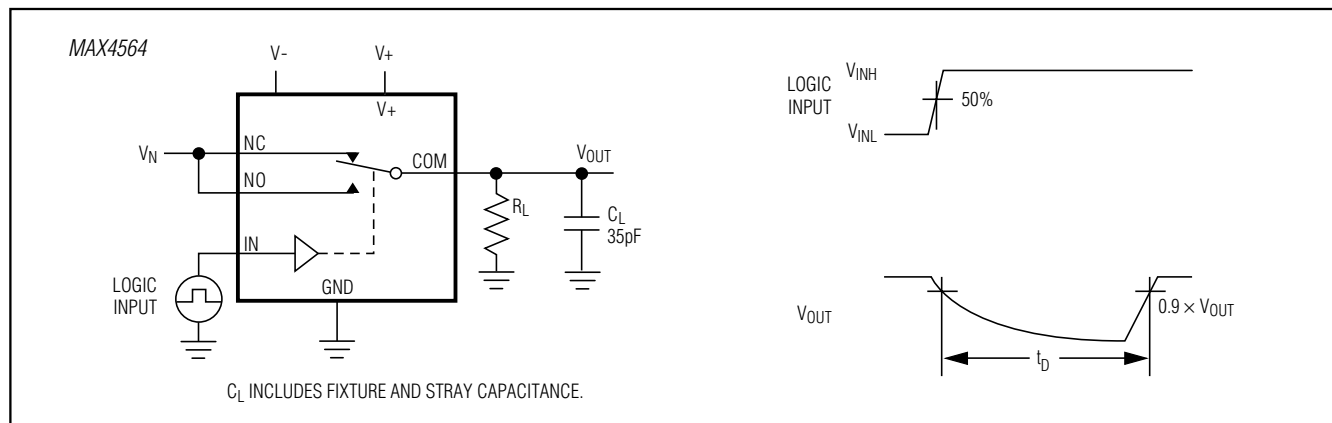 MAX4564
V-
V+
V+
VN
NC
NO
COM
VOUT
RL
CL
35pF
IN
LOGIC
INPUT
GND
CL INCLUDES FIXTURE AND STRAY CAPACITANCE.
LOGIC
INPUT
VINH
50%
VINL
VOUT
0.9 × VOUT
tD